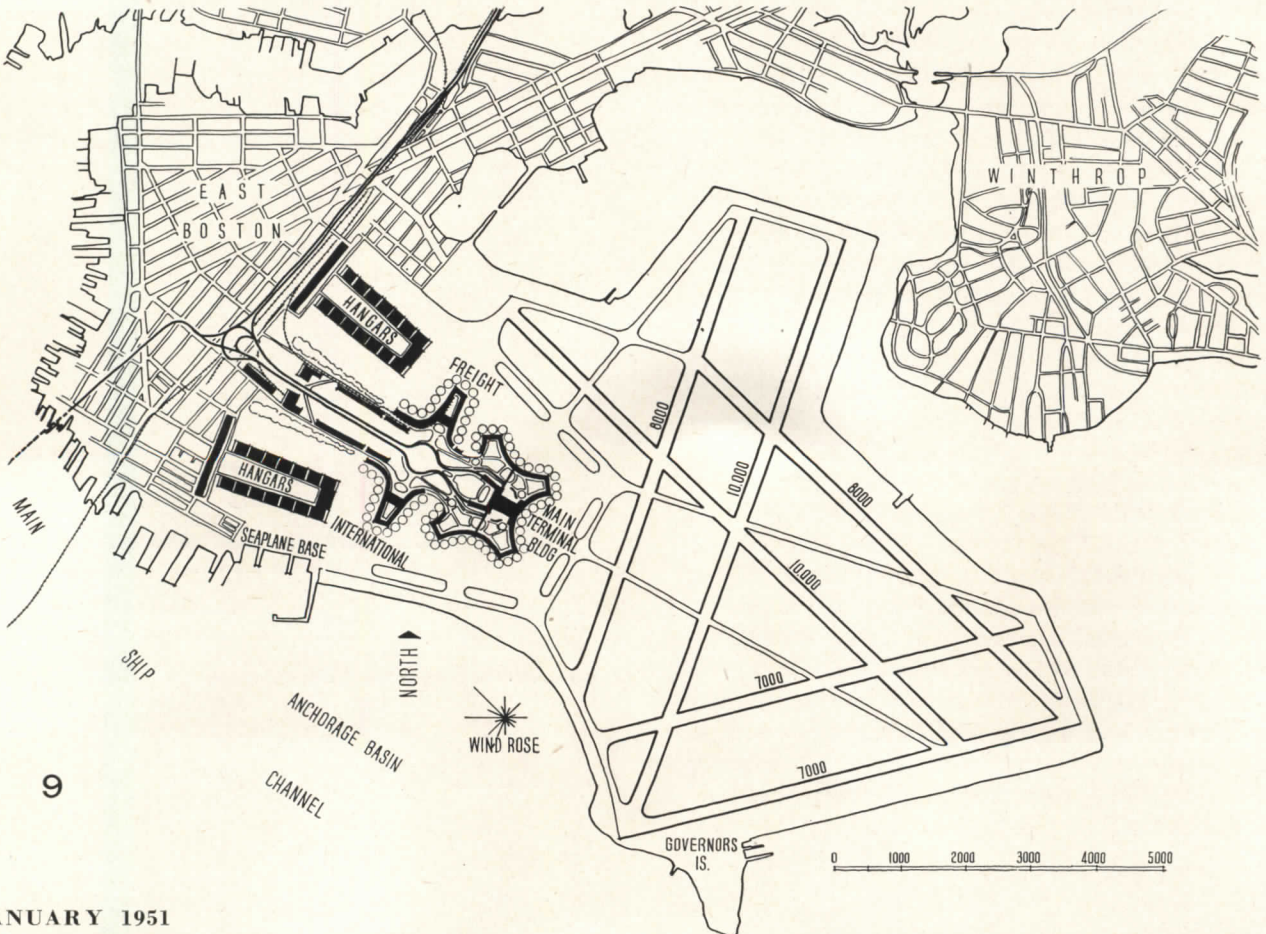 EAST
BOSTON
WINTHROP
HANGARS
FREIGHT
8000
10.000
8000
HANGARS
MAIN
TERMINAL
BLDG
INTERNATIONAL
SEAPLANE BASE
MAIN
10.000
SHIP
NORTH
7000
ANCHORAGE BASIN
WIND ROSE
CHANNEL
7000
9
GOVERNORS
IS.
0 1000 2000 3000 4000 5000
ANUARY 1951